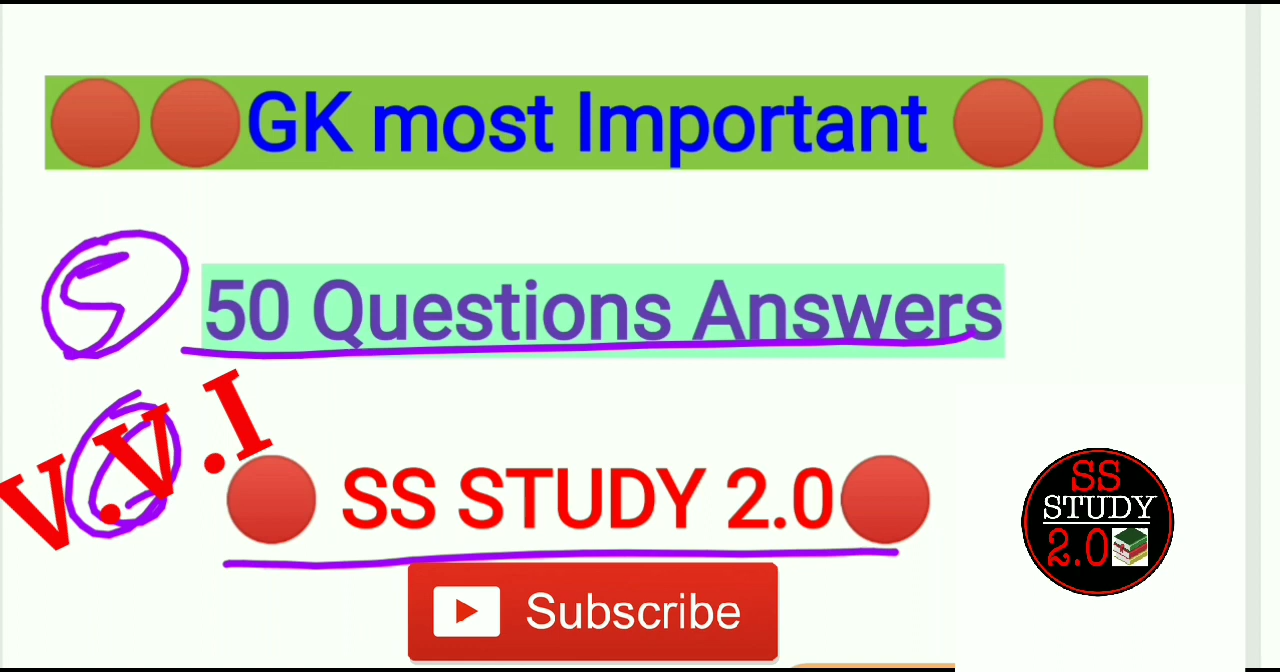 🔴🔴GK most Important 🔴🔴
5
50 Questions Answers
V.V.I
🔴 SS STUDY 2.0🔴
SS
STUDY
2.0
Subscribe